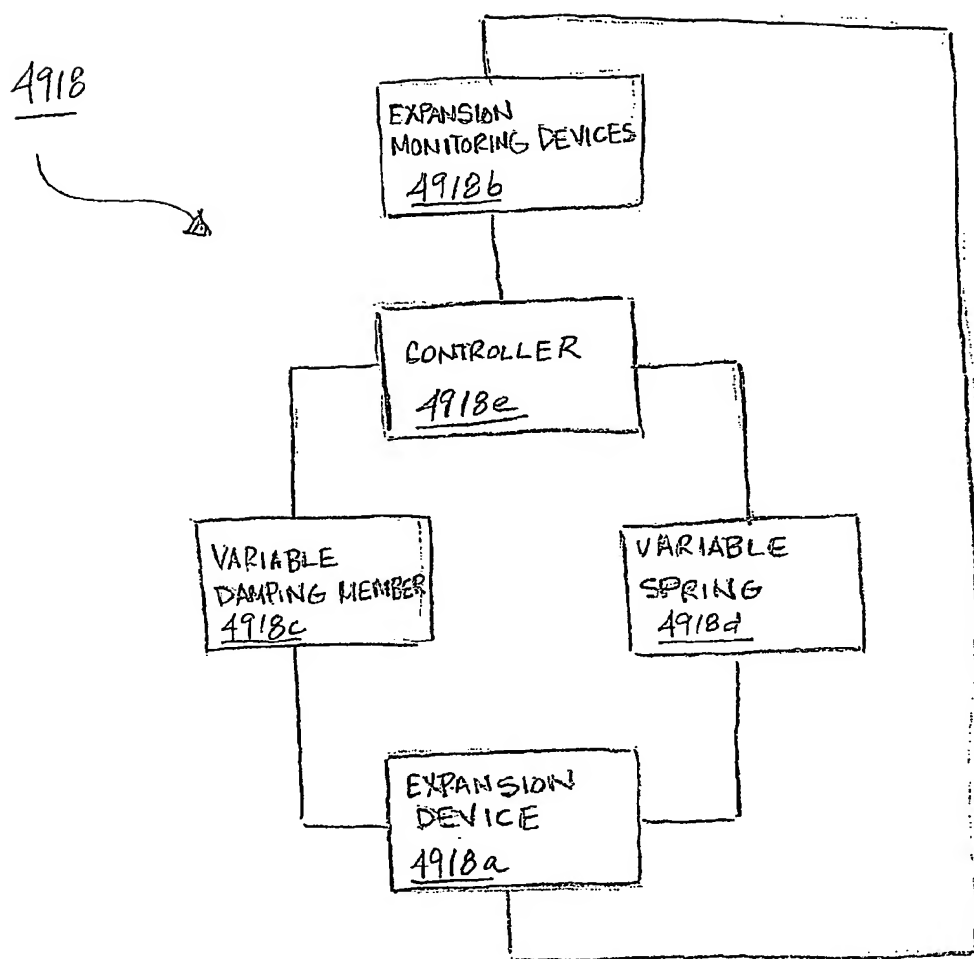 4918
EXPANSION
MONITORING DEVICES
4918b
CONTROLLER
4918e
VARIABLE
DAMPING MEMBER
4918c
VARIABLE
SPRING
4918d
EXPANSION
DEVICE
4918a